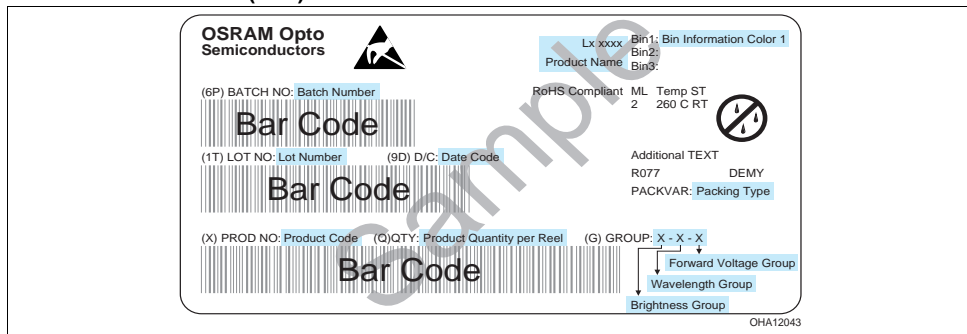 OSRAM Opto
Semiconductors
Lx xxxx
Product Name
Bin1: Bin Information Color 1
Bin2:
Bin3:
(6P) BATCH NO: Batch Number
Bar Code
RoHS Compliant ML Temp ST
2 260 C RT
(1T) LOT NO: Lot Number (9D) D/C: Date Code
Bar Code
Additional TEXT
R077 DEMY
PACKVAR: Packing Type
(X) PROD NO: Product Code (Q)QTY: Product Quantity per Reel (G) GROUP: X - X - X
Bar Code
Forward Voltage Group
Wavelength Group
Brightness Group
Sample
OHA12043